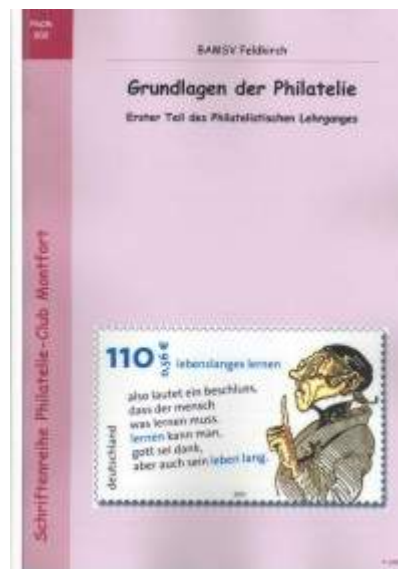 BAMSV Feldkirch
Grundlagen der Philatelie
Erster Teil des Philatelistischen Lehrganges
Schriftenreihe Philatelie-Club Montfort
110
0,56 €
lebenslanges lernen
also lautet ein beschluss,
dass der mensch
was lernen muss.
lernen kann man,
gott sei dank,
aber auch sein leben lang.
deutschland